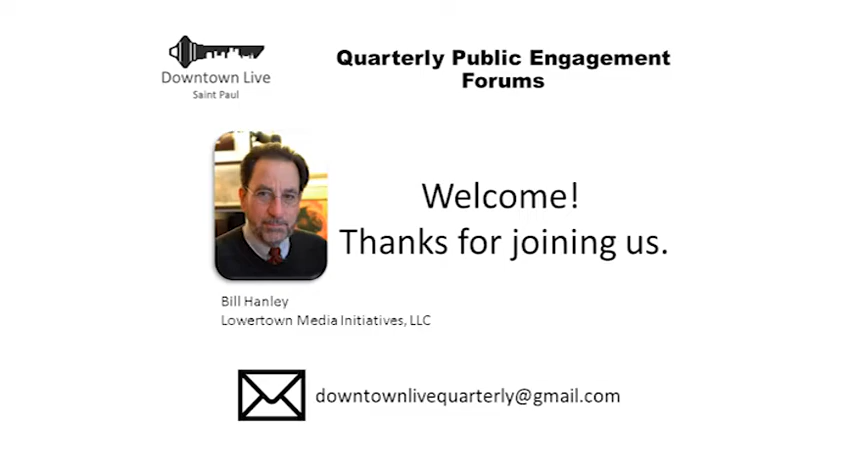 Downtown Live
Saint Paul
Quarterly Public Engagement
Forums
Welcome!
Thanks for joining us.
Bill Hanley
Lowertown Media Initiatives, LLC
downtownlivequarterly@gmail.com